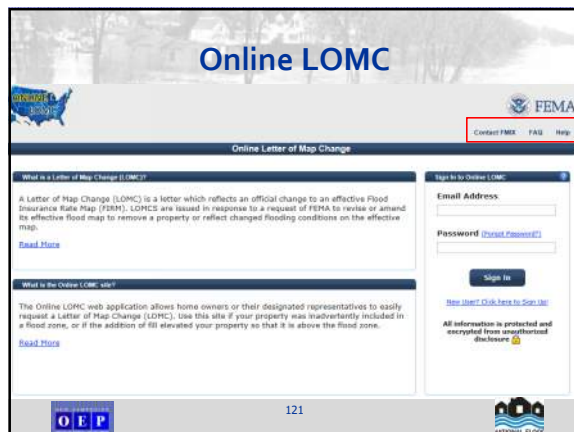 Online LOMC
ONLINE
LOMC
FEMA
Contact FMIX FAQ Help
Online Letter of Map Change
What is a Letter of Map Change (LOMC)?
A Letter of Map Change (LOMC) is a letter which reflects an official change to an effective Flood
Insurance Rate Map (FIRM). LOMCS are issued in response to a request of FEMA to revise or amend
its effective flood map to remove a property or reflect changed flooding conditions on the effective
map.
Read More
What is the Online LOMC site?
The Online LOMC web application allows home owners or their designated representatives to easily
request a Letter of Map Change (LOMC). Use this site if your property was inadvertently included in
a flood zone, or if the addition of fill elevated your property so that it is above the flood zone.
Read More
Sign In to Online LOMC
Email Address
Password (Forgot Password?)
Sign In
New User? Click here to Sign Up!
All information is protected and
encrypted from unauthorized
disclosure
NEW HAMPSHIRE
OEP
121
NATIONAL FLOOD